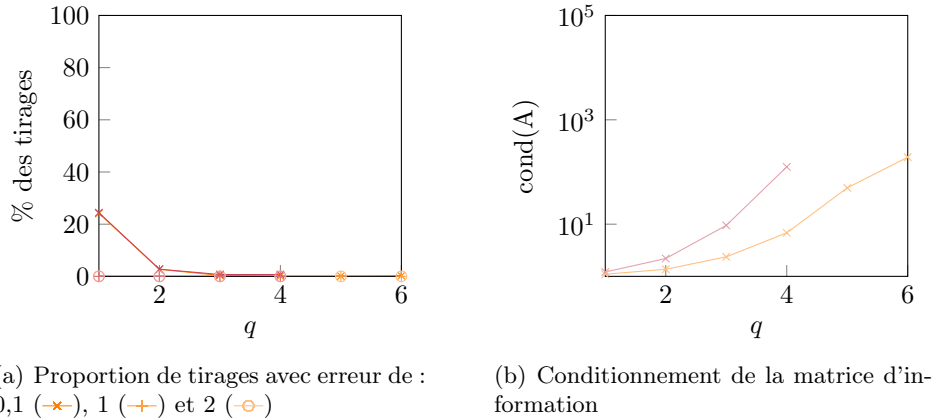 100
80
60
40
20
0
2
4
6
% des tirages
q
10^5
10^3
10^1
2
4
6
cond(A)
q
a) Proportion de tirages avec erreur de :
0,1 (), 1 () et 2 ()
(b) Conditionnement de la matrice d'in-
formation